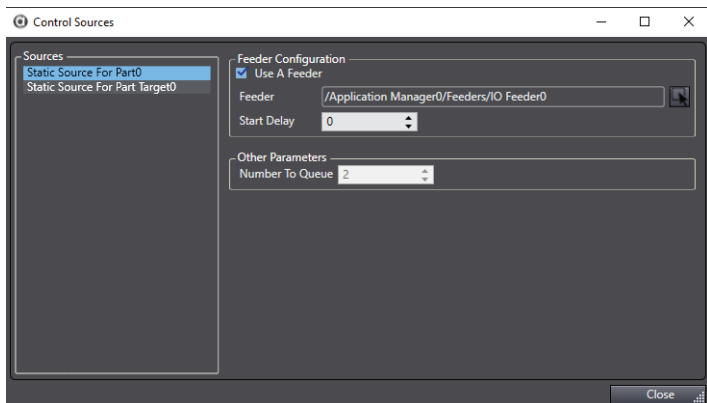 Control Sources
Sources
Static Source For Part0
Static Source For Part Target0
Feeder Configuration
Use A Feeder
Feeder /Application Manager0/Feeders/IO Feeder0
Start Delay 0
Other Parameters
Number To Queue 2
Close